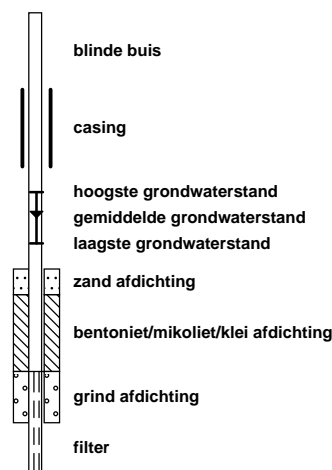 blinde buis
casing
hoogste grondwaterstand
gemiddelde grondwaterstand
laagste grondwaterstand
zand afdichting
bentoniet/mikoliet/klei afdichting
grind afdichting
filter